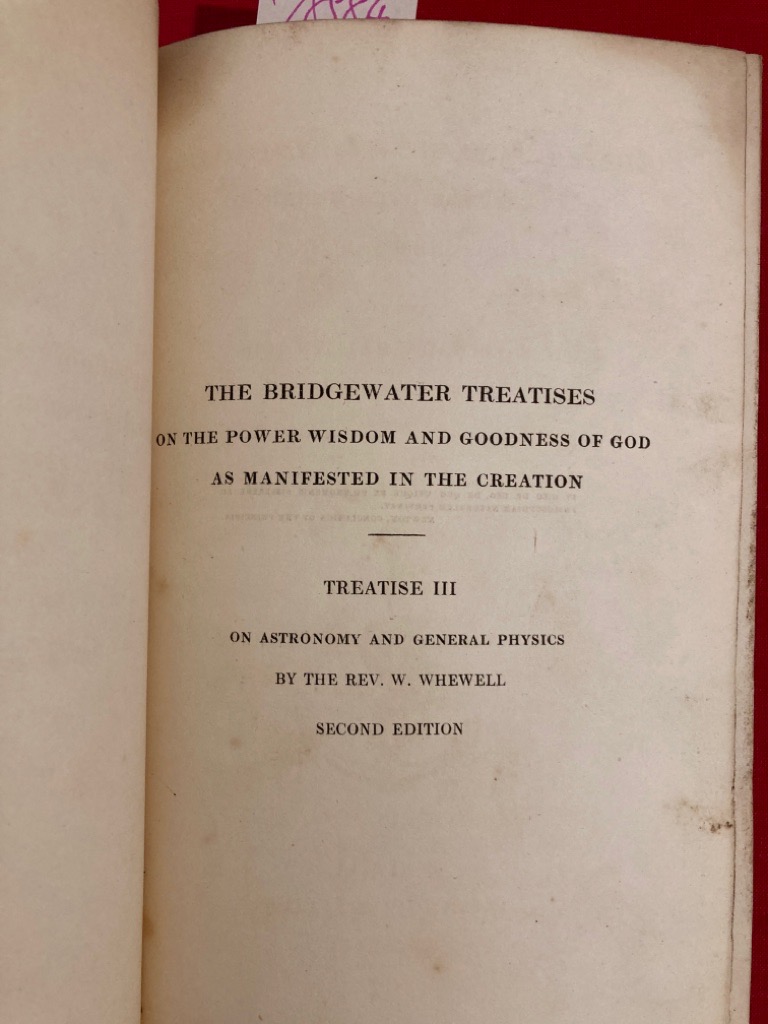 THE BRIDGEWATER TREATISES
ON THE POWER WISDOM AND GOODNESS OF GOD
AS MANIFESTED IN THE CREATION
TREATISE III
ON ASTRONOMY AND GENERAL PHYSICS
BY THE REV. W. WHEWELL
SECOND EDITION